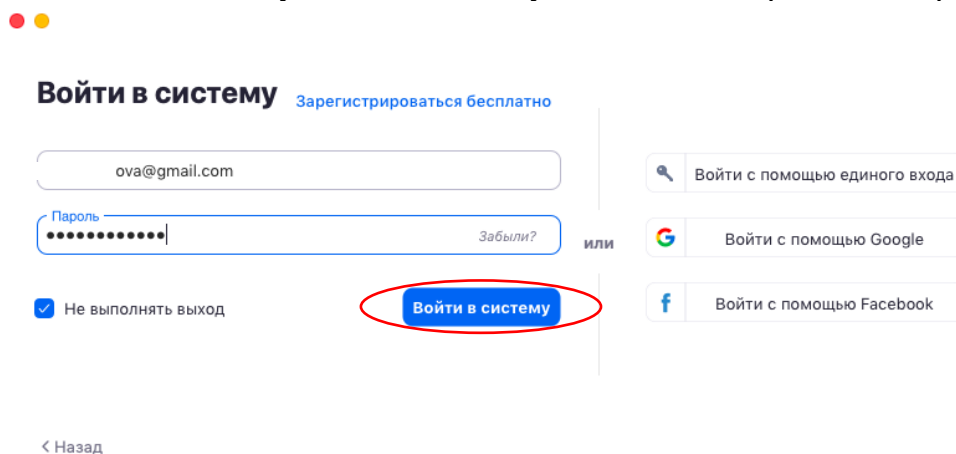 Войти в систему Зарегистрироваться бесплатно
ova@gmail.com
Пароль
●●●●●●●●●●●● Забыли?
Не выполнять выход
Войти в систему
или
Войти с помощью единого входа
Войти с помощью Google
Войти с помощью Facebook
Назад